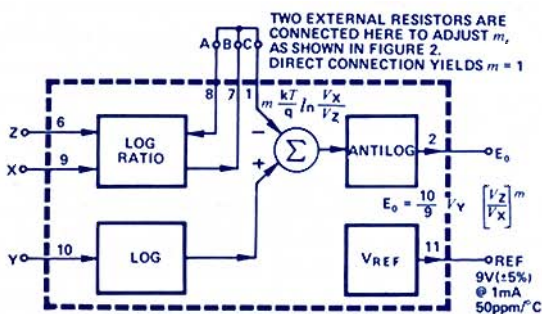 TWO EXTERNAL RESISTORS ARE
CONNECTED HERE TO ADJUST m,
AS SHOWN IN FIGURE 2.
DIRECT CONNECTION YIELDS m = 1
A B C
8 7 1
m kT/q ln VX/VZ
Z 6
X 9
LOG
RATIO
−
+
Σ
ANTILOG
2
Eo
Eo = 10/9 VY [VZ/VX]^m
Y 10
LOG
VREF
11
REF
9V(±5%)
@ 1mA
50ppm/°C